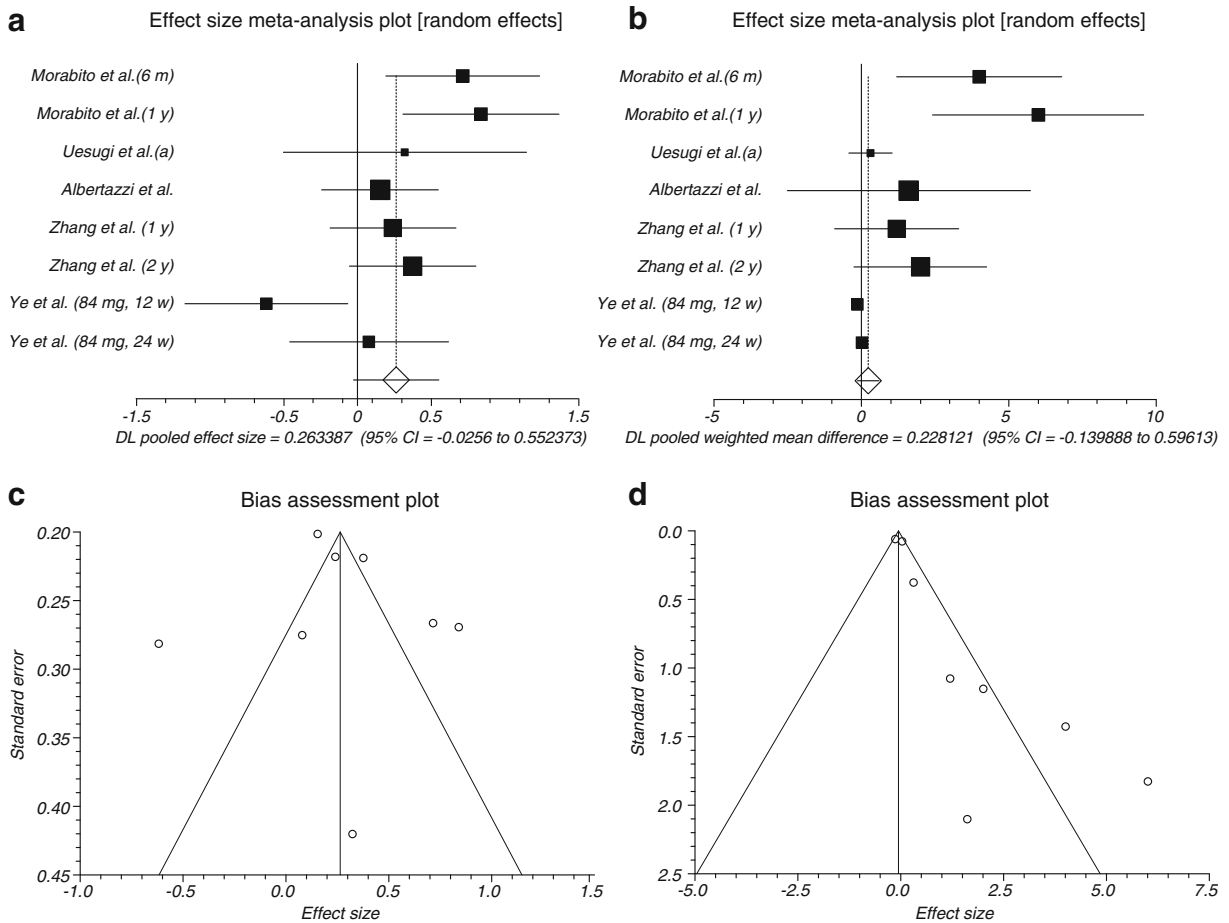 a
Effect size meta-analysis plot [random effects]
Morabito et al.(6 m)
Morabito et al.(1 y)
Uesugi et al.(a)
Albertazzi et al.
Zhang et al. (1 y)
Zhang et al. (2 y)
Ye et al. (84 mg, 12 w)
Ye et al. (84 mg, 24 w)
-1.5 -0.5 0 0.5 1.5
DL pooled effect size = 0.263387 (95% CI = -0.0256 to 0.552373)
b
Effect size meta-analysis plot [random effects]
Morabito et al.(6 m)
Morabito et al.(1 y)
Uesugi et al.(a)
Albertazzi et al.
Zhang et al. (1 y)
Zhang et al. (2 y)
Ye et al. (84 mg, 12 w)
Ye et al. (84 mg, 24 w)
-5 0 5 10
DL pooled weighted mean difference = 0.228121 (95% CI = -0.139888 to 0.59613)
c
Bias assessment plot
Standard error
0.20
0.25
0.30
0.35
0.40
0.45
-1.0 -0.5 0.0 0.5 1.0 1.5
Effect size
d
Bias assessment plot
Standard error
0.0
0.5
1.0
1.5
2.0
2.5
-5.0 -2.5 0.0 2.5 5.0 7.5
Effect size